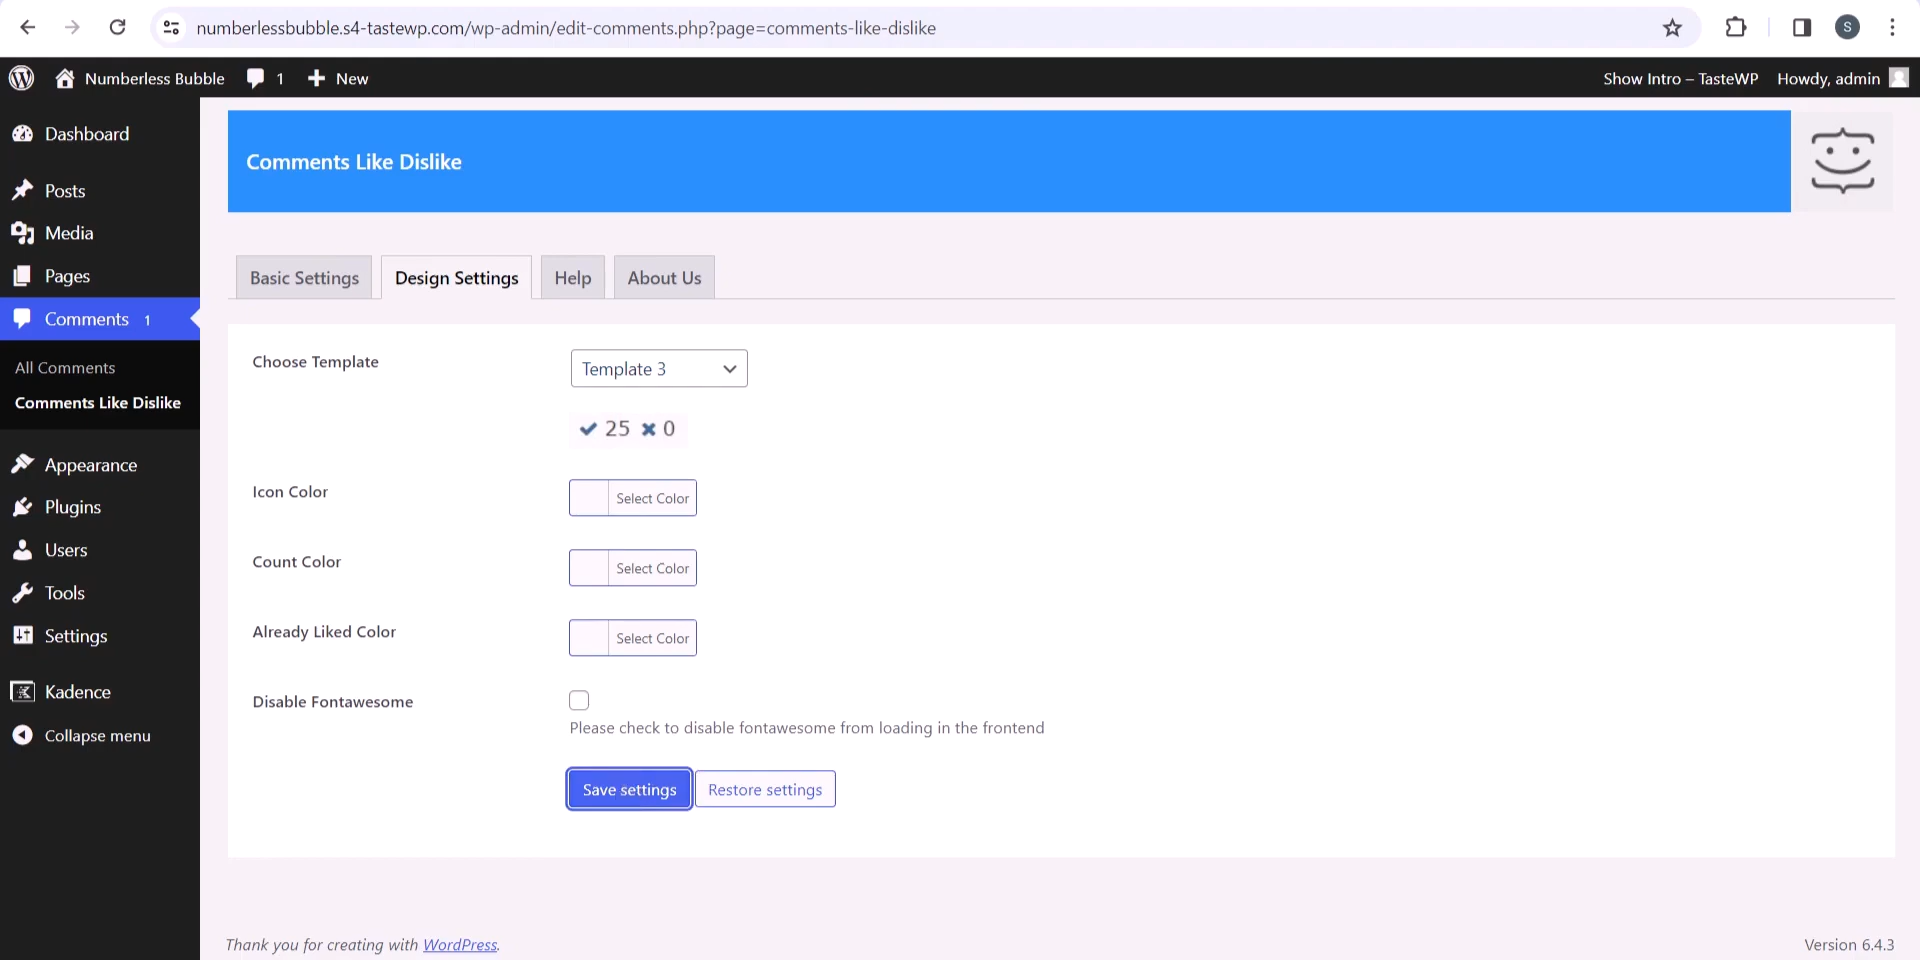 numberlessbubble.s4-tastewp.com/wp-admin/edit-comments.php?page=comments-like-dislike
S
Numberless Bubble
1
New
Show Intro – TasteWP
Howdy, admin
Dashboard
Posts
Media
Pages
Comments 1
All Comments
Comments Like Dislike
Appearance
Plugins
Users
Tools
Settings
Kadence
Collapse menu
Comments Like Dislike
Basic Settings
Design Settings
Help
About Us
Choose Template
Template 3
25 0
Icon Color
Select Color
Count Color
Select Color
Already Liked Color
Select Color
Disable Fontawesome
Please check to disable fontawesome from loading in the frontend
Save settings
Restore settings
Thank you for creating with WordPress.
Version 6.4.3